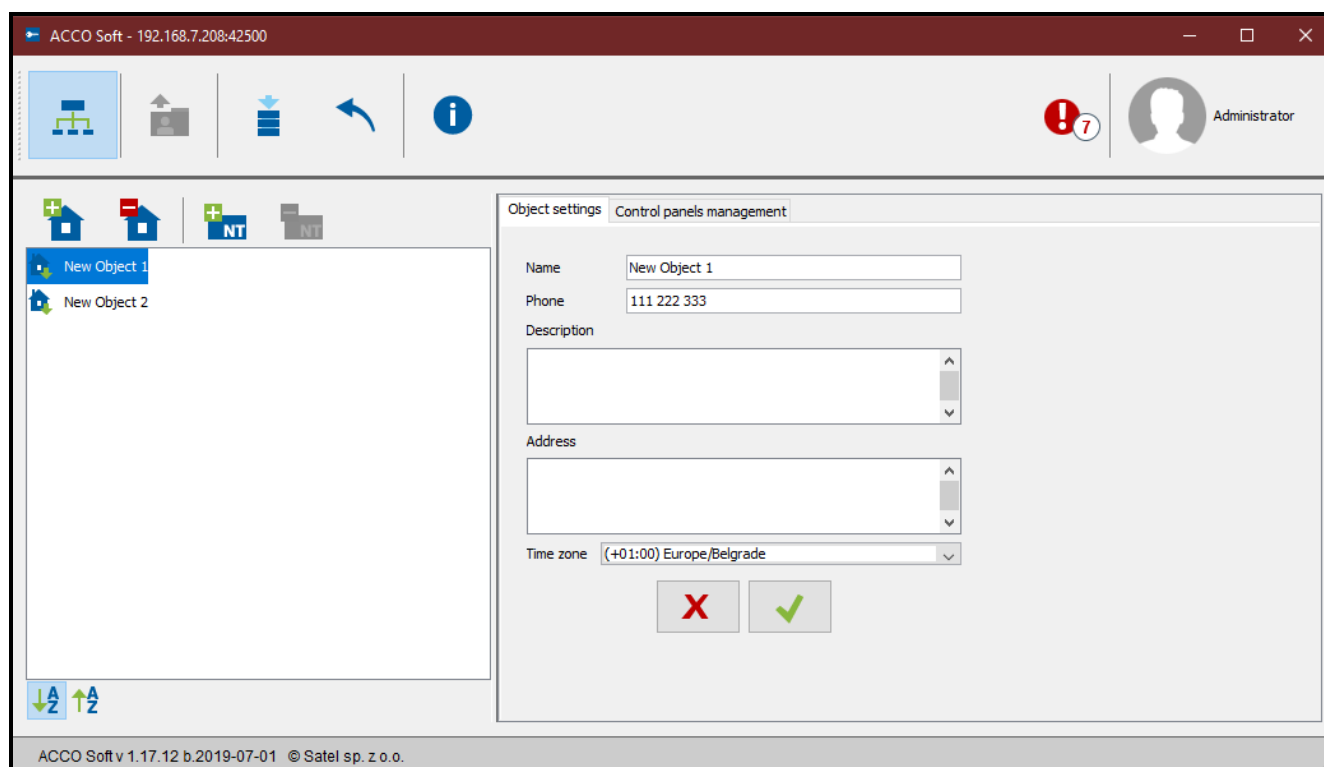 ACCO Soft - 192.168.7.208:42500
7
Administrator
NT
NT
Object settings
Control panels management
New Object 1
New Object 2
Name
New Object 1
Phone
111 222 333
Description
Address
Time zone
(+01:00) Europe/Belgrade
A
Z
A
Z
ACCO Soft v 1.17.12 b.2019-07-01 © Satel sp. z o.o.